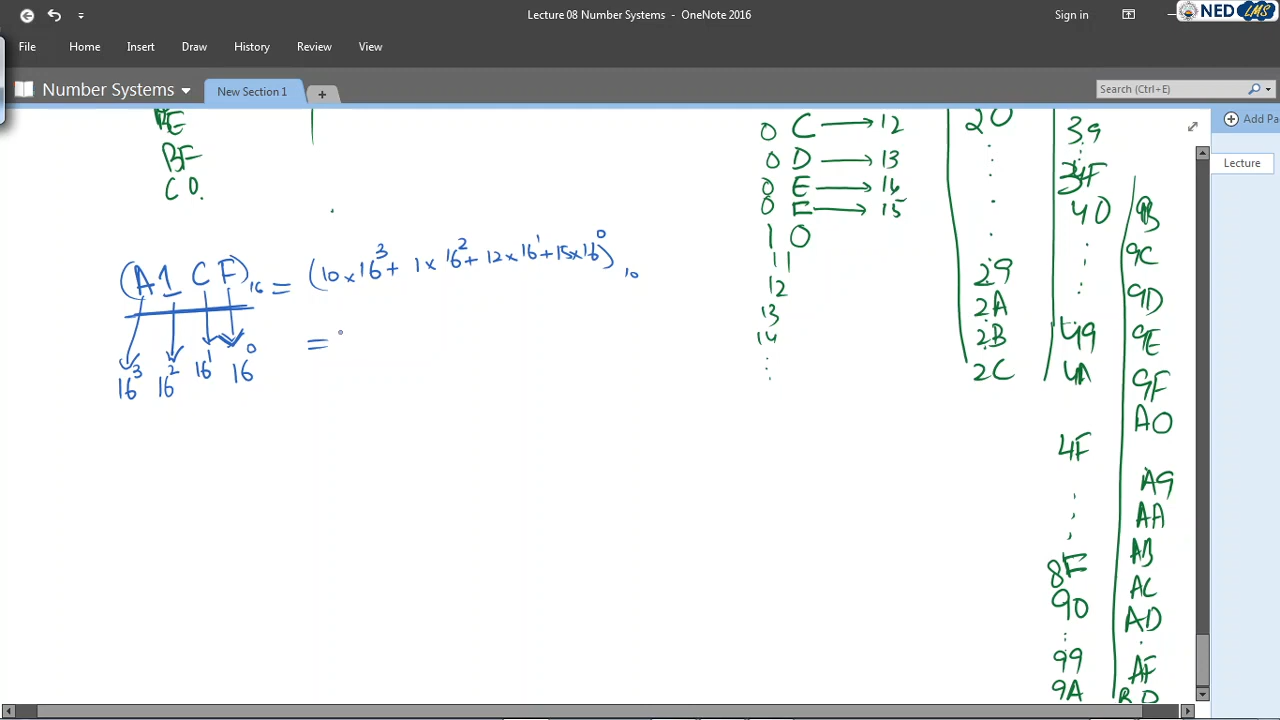 Lecture 08 Number Systems - OneNote 2016
Sign in
NED LMS
File Home Insert Draw History Review View
Number Systems
New Section 1
Search (Ctrl+E)
Add Pa
Lecture
BF
C0.
(A1CF)₁₆ = (10 x 16³ + 1 x 16² + 12 x 16¹ + 15 x 16⁰)₁₀
16³ 16² 16¹ 16⁰
=
0 C → 12
0 D → 13
0 E → 14
0 F → 15
1 0
11
12
13
14
20
29
2A
2B
2C
39
3F
40
49
4A
4F
8F
90
99
9A
9B
9C
9D
9E
9F
A0
A9
AA
AB
AC
AD
AF
B0